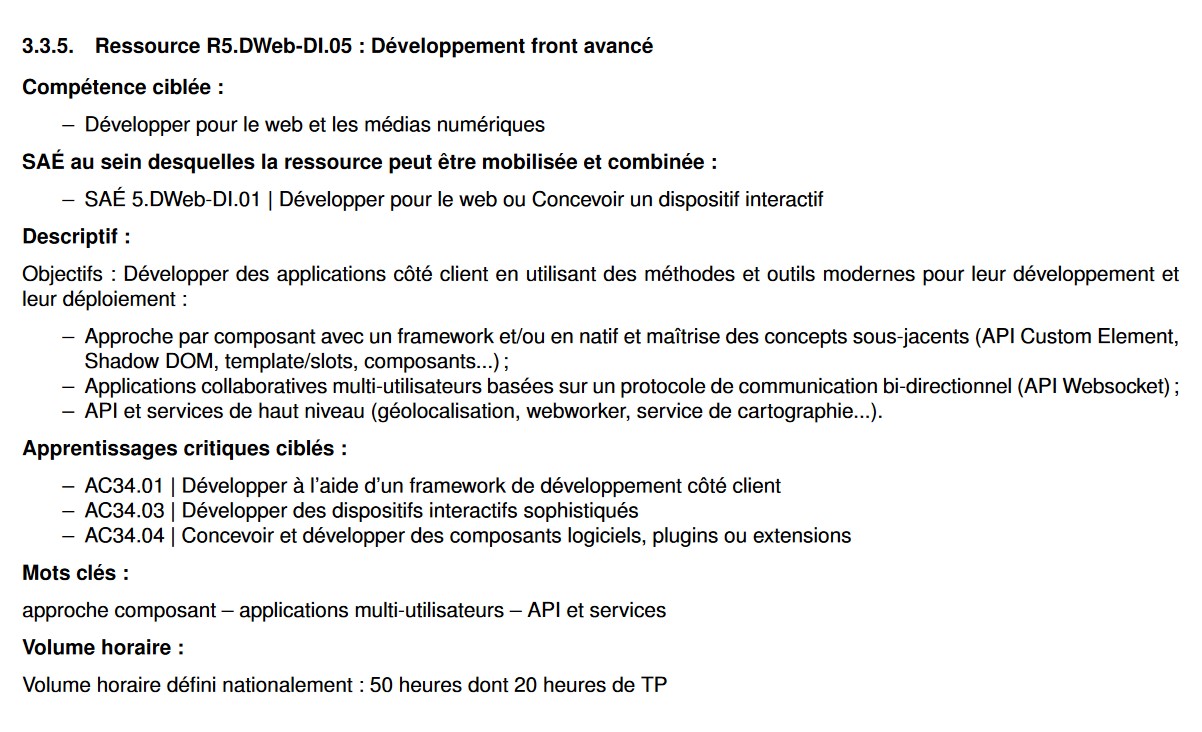 3.3.5. Ressource R5.DWeb-DI.05 : Développement front avancé
Compétence ciblée :
– Développer pour le web et les médias numériques
SAÉ au sein desquelles la ressource peut être mobilisée et combinée :
– SAÉ 5.DWeb-DI.01 | Développer pour le web ou Concevoir un dispositif interactif
Descriptif :
Objectifs : Développer des applications côté client en utilisant des méthodes et outils modernes pour leur développement et
leur déploiement :
– Approche par composant avec un framework et/ou en natif et maîtrise des concepts sous-jacents (API Custom Element,
Shadow DOM, template/slots, composants...) ;
– Applications collaboratives multi-utilisateurs basées sur un protocole de communication bi-directionnel (API Websocket) ;
– API et services de haut niveau (géolocalisation, webworker, service de cartographie...).
Apprentissages critiques ciblés :
– AC34.01 | Développer à l'aide d'un framework de développement côté client
– AC34.03 | Développer des dispositifs interactifs sophistiqués
– AC34.04 | Concevoir et développer des composants logiciels, plugins ou extensions
Mots clés :
approche composant – applications multi-utilisateurs – API et services
Volume horaire :
Volume horaire défini nationalement : 50 heures dont 20 heures de TP